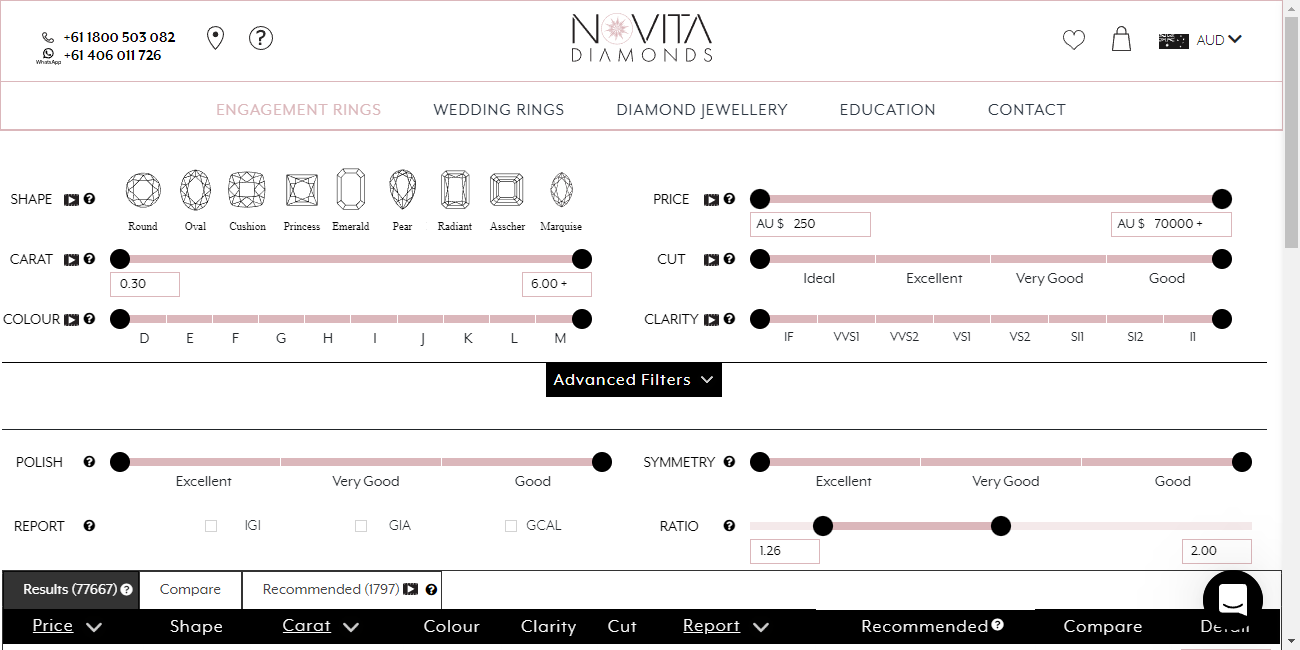 +61 1800 503 082
WhatsApp
+61 406 011 726
?
NOVITA
DIAMONDS
AUD
ENGAGEMENT RINGS
WEDDING RINGS
DIAMOND JEWELLERY
EDUCATION
CONTACT
SHAPE ?
Round
Oval
Cushion
Princess
Emerald
Pear
Radiant
Asscher
Marquise
PRICE ?
AU $ 250
AU $ 70000 +
CARAT ?
0.30
6.00 +
CUT ?
Ideal
Excellent
Very Good
Good
COLOUR ?
D
E
F
G
H
I
J
K
L
M
CLARITY ?
IF
VVS1
VVS2
VS1
VS2
SI1
SI2
I1
Advanced Filters
POLISH ?
Excellent
Very Good
Good
SYMMETRY ?
Excellent
Very Good
Good
REPORT ?
IGI
GIA
GCAL
RATIO ?
1.26
2.00
Results (77667) ?
Compare
Recommended (1797) ?
Price
Shape
Carat
Colour
Clarity
Cut
Report
Recommended ?
Compare